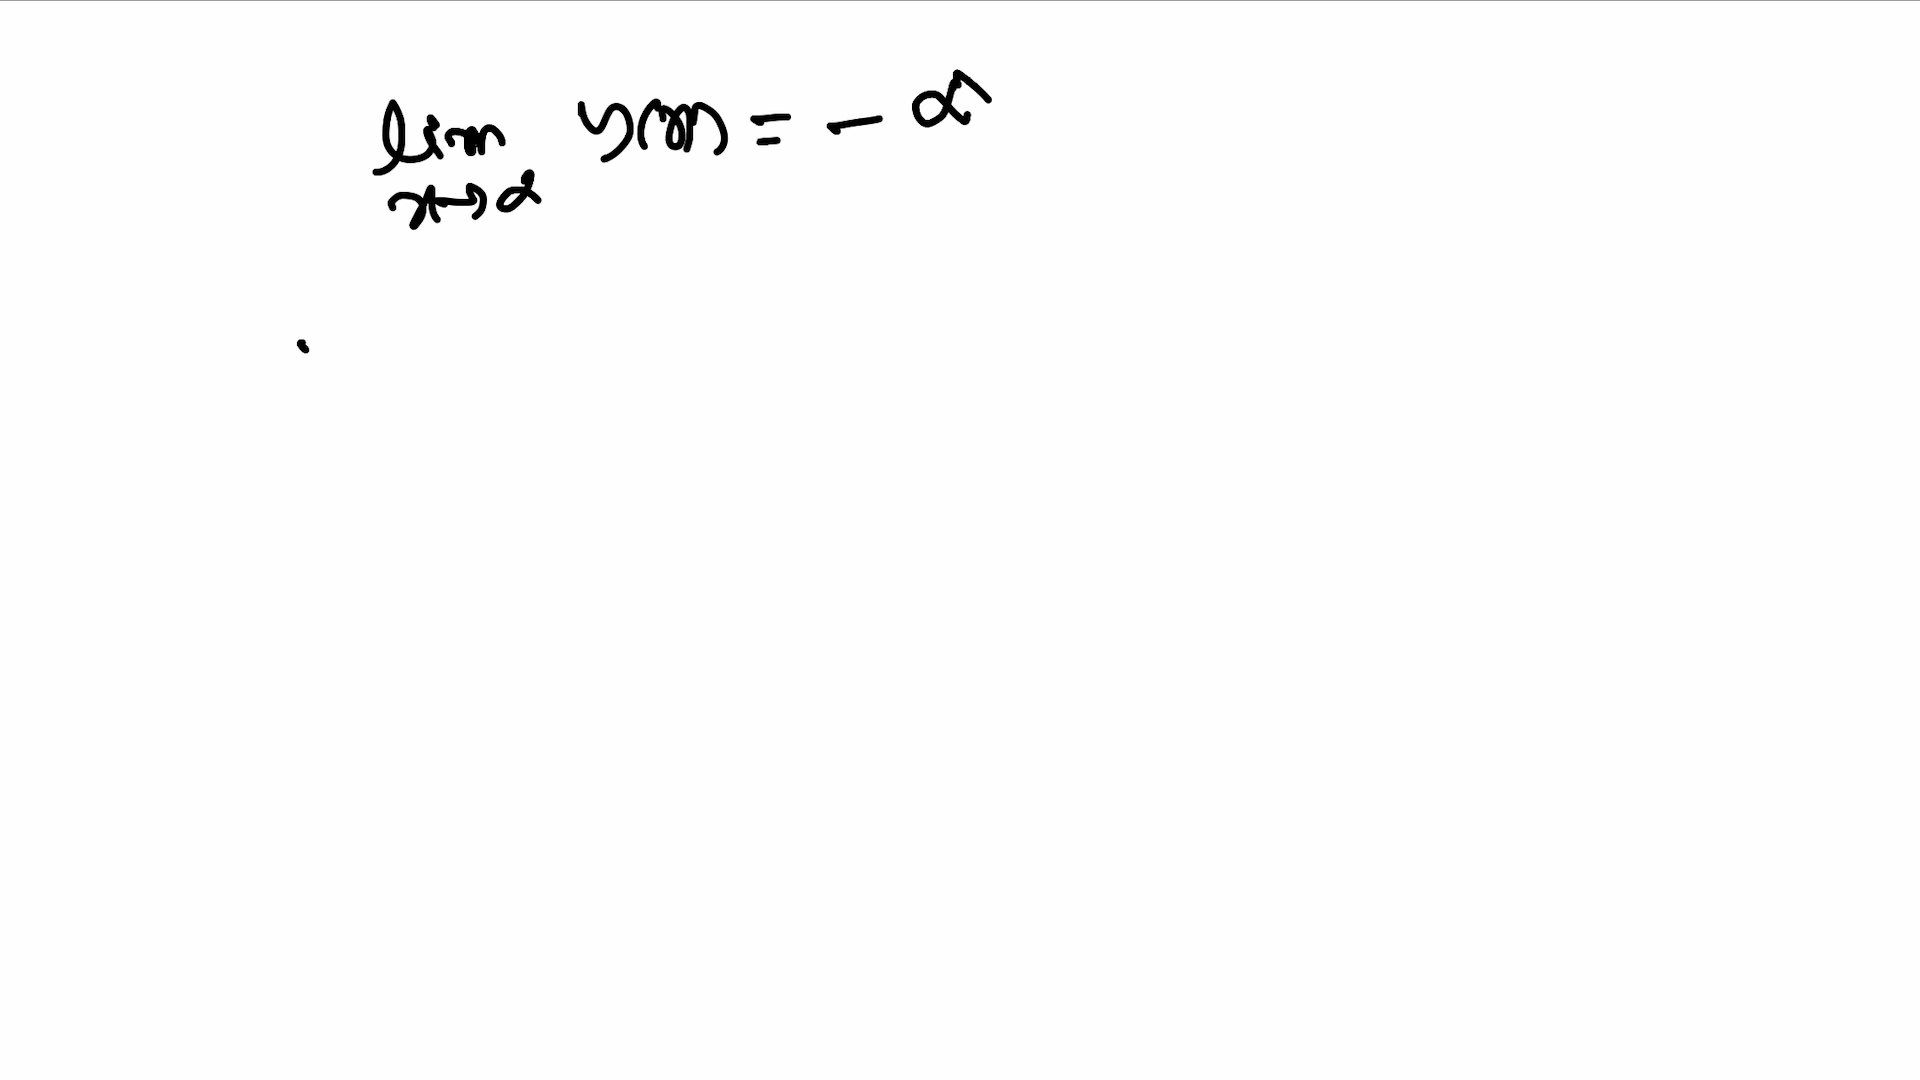 lim y(x) = - α
x→α